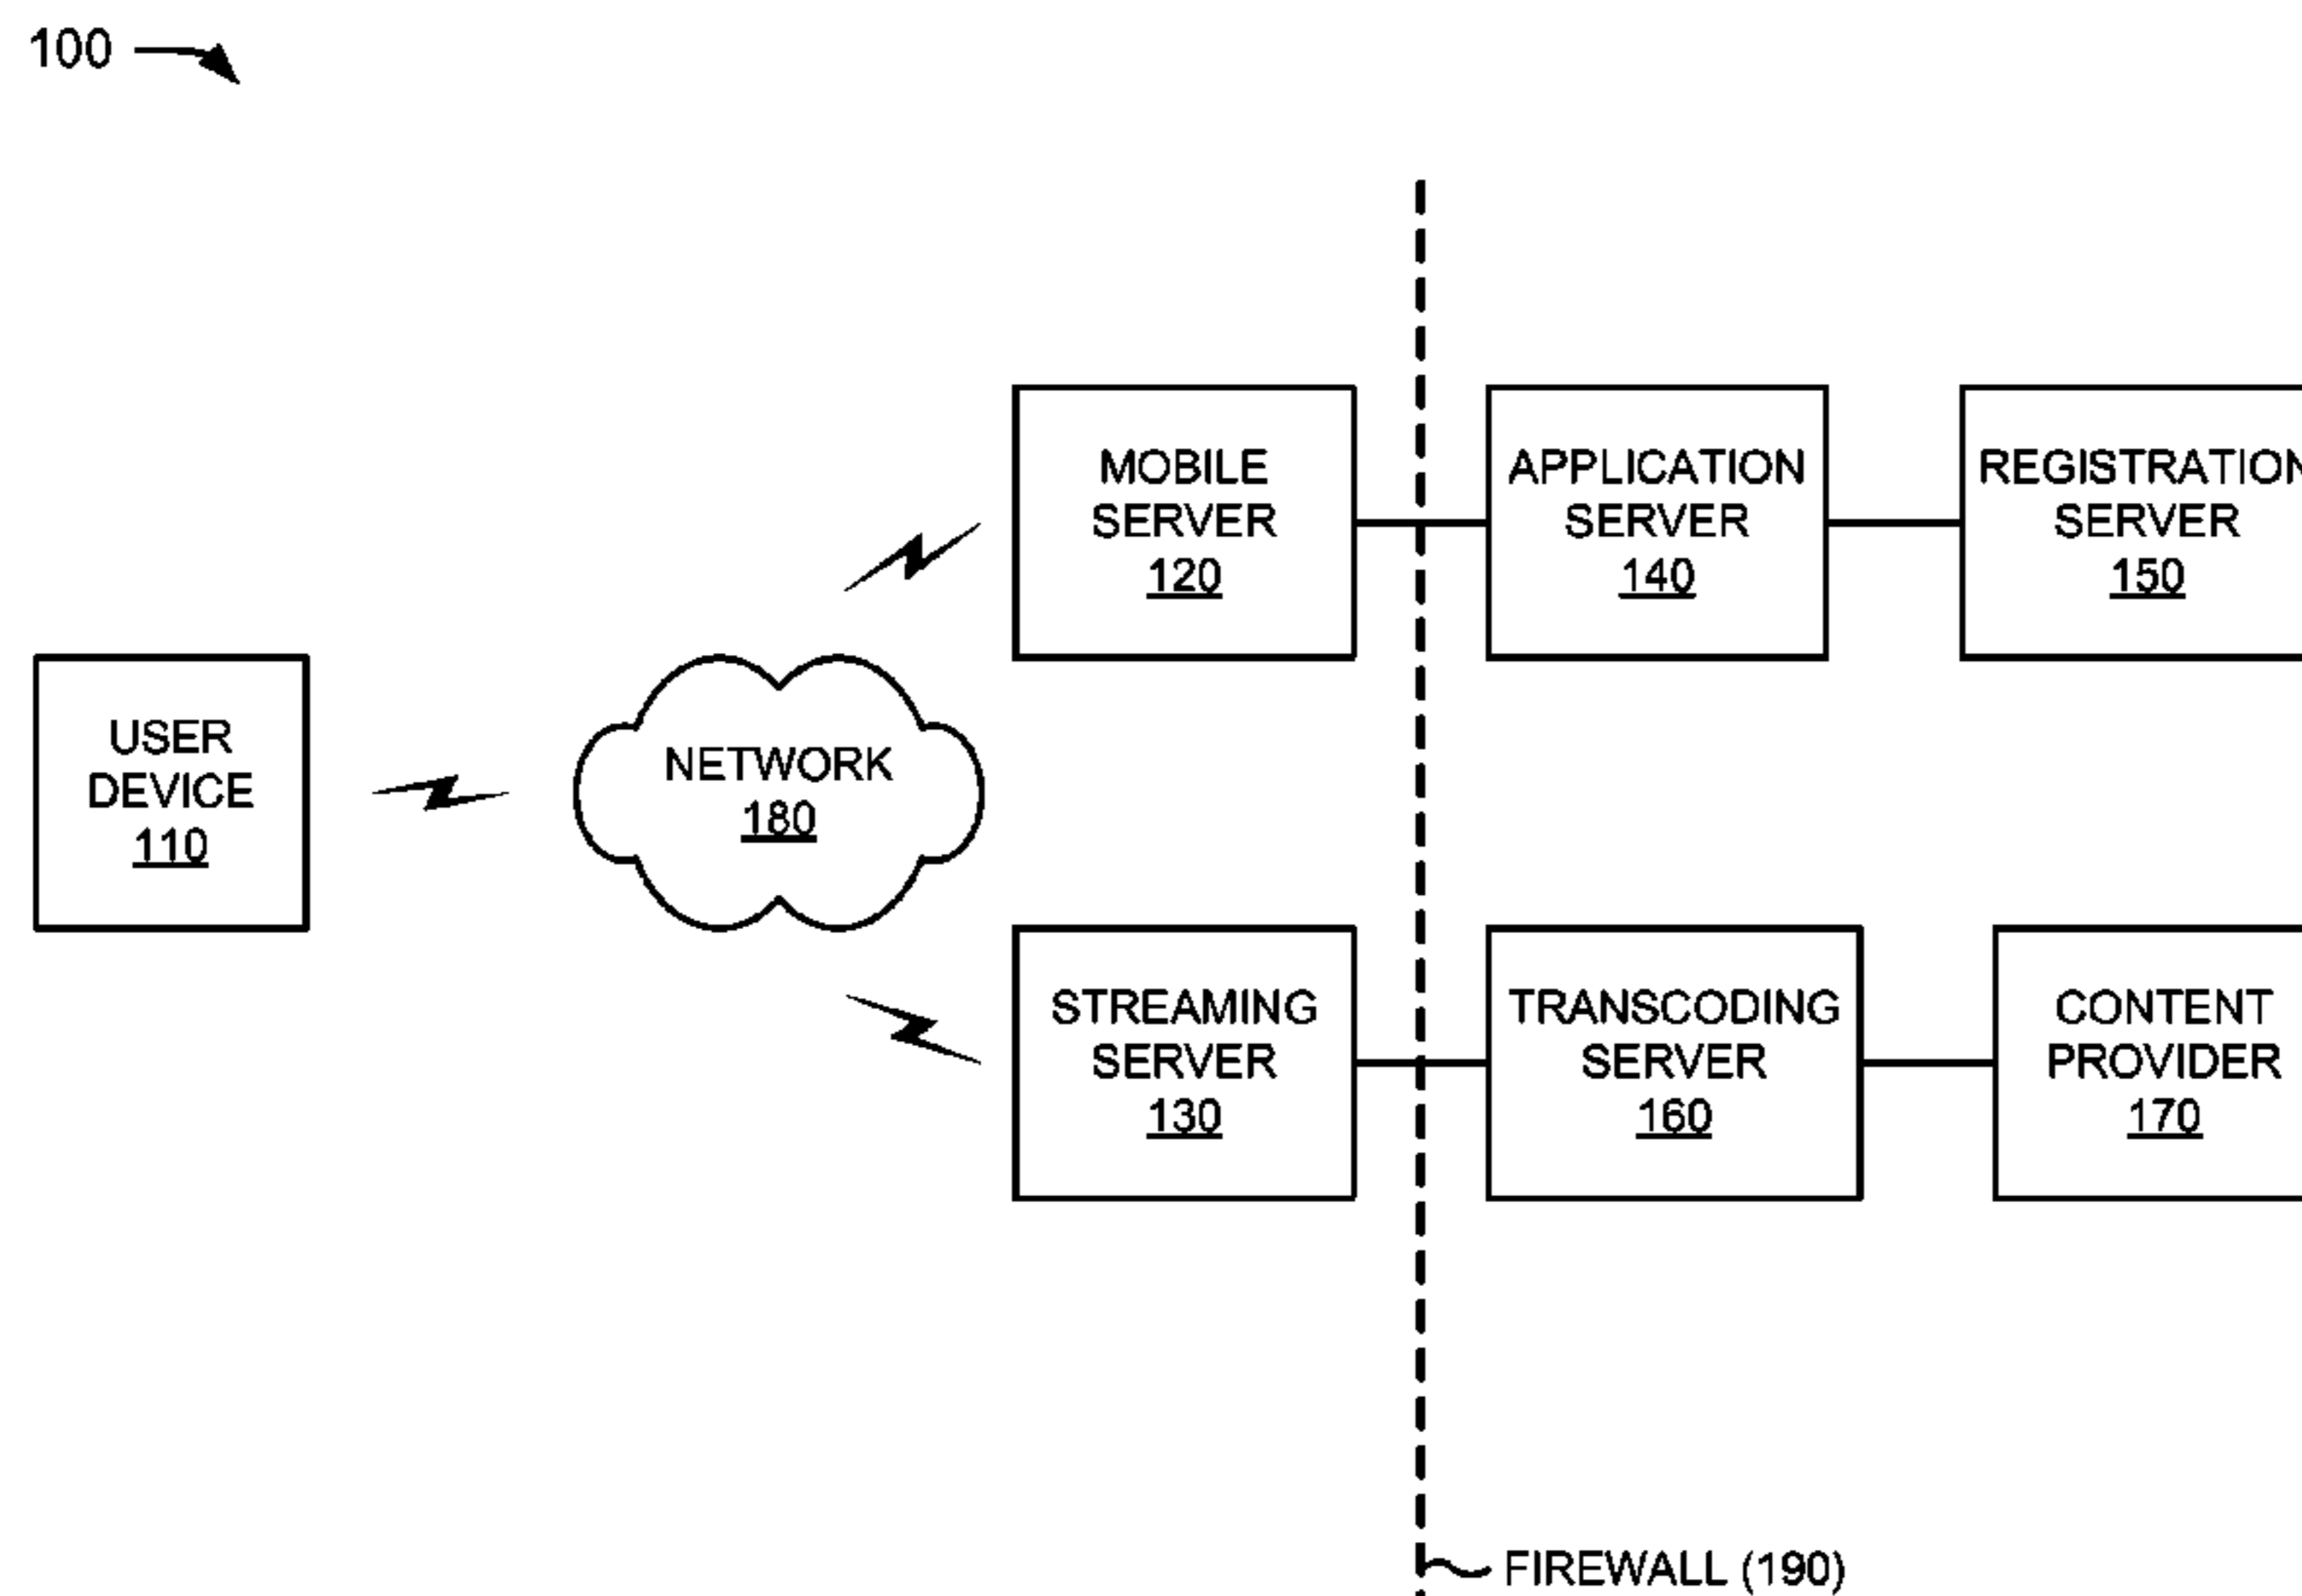 100
MOBILE
SERVER
120
APPLICATION
SERVER
140
REGISTRATION
SERVER
150
USER
DEVICE
110
NETWORK
180
STREAMING
SERVER
130
TRANSCODING
SERVER
160
CONTENT
PROVIDER
170
FIREWALL (190)